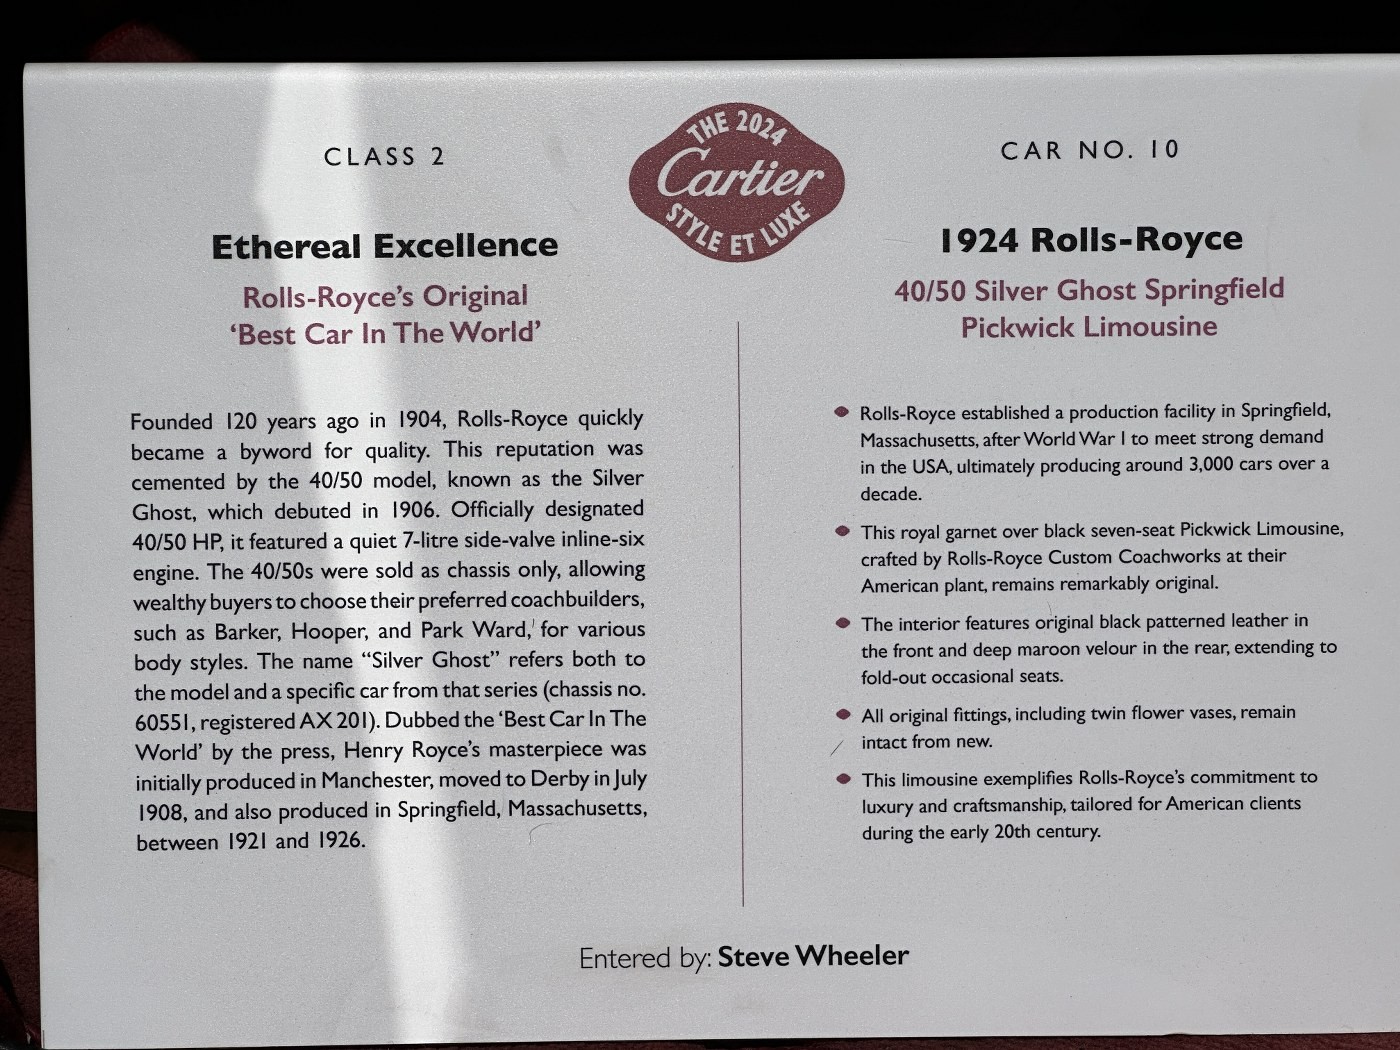 CLASS 2
Ethereal Excellence
Rolls-Royce's Original
'Best Car In The World'
Founded 120 years ago in 1904, Rolls-Royce quickly
became a byword for quality. This reputation was
cemented by the 40/50 model, known as the Silver
Ghost, which debuted in 1906. Officially designated
40/50 HP, it featured a quiet 7-litre side-valve inline-six
engine. The 40/50s were sold as chassis only, allowing
wealthy buyers to choose their preferred coachbuilders,
such as Barker, Hooper, and Park Ward, for various
body styles. The name “Silver Ghost” refers both to
the model and a specific car from that series (chassis no.
60551, registered AX 201). Dubbed the 'Best Car In The
World' by the press, Henry Royce's masterpiece was
initially produced in Manchester, moved to Derby in July
1908, and also produced in Springfield, Massachusetts,
between 1921 and 1926.
THE 2024
Cartier
STYLE ET LUXE
CAR NO. 10
1924 Rolls-Royce
40/50 Silver Ghost Springfield
Pickwick Limousine
Rolls-Royce established a production facility in Springfield,
Massachusetts, after World War I to meet strong demand
in the USA, ultimately producing around 3,000 cars over a
decade.
This royal garnet over black seven-seat Pickwick Limousine,
crafted by Rolls-Royce Custom Coachworks at their
American plant, remains remarkably original.
The interior features original black patterned leather in
the front and deep maroon velour in the rear, extending to
fold-out occasional seats.
All original fittings, including twin flower vases, remain
intact from new.
This limousine exemplifies Rolls-Royce's commitment to
luxury and craftsmanship, tailored for American clients
during the early 20th century.
Entered by: Steve Wheeler